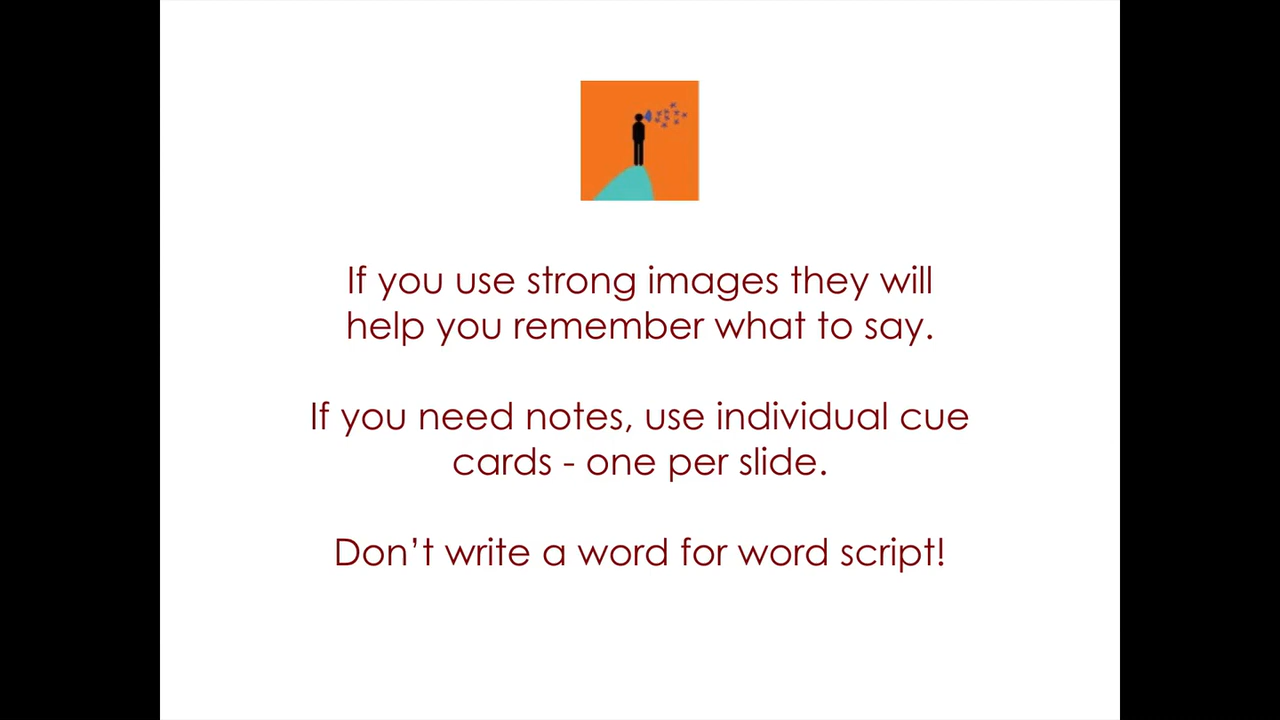 If you use strong images they will
help you remember what to say.
If you need notes, use individual cue
cards - one per slide.
Don’t write a word for word script!